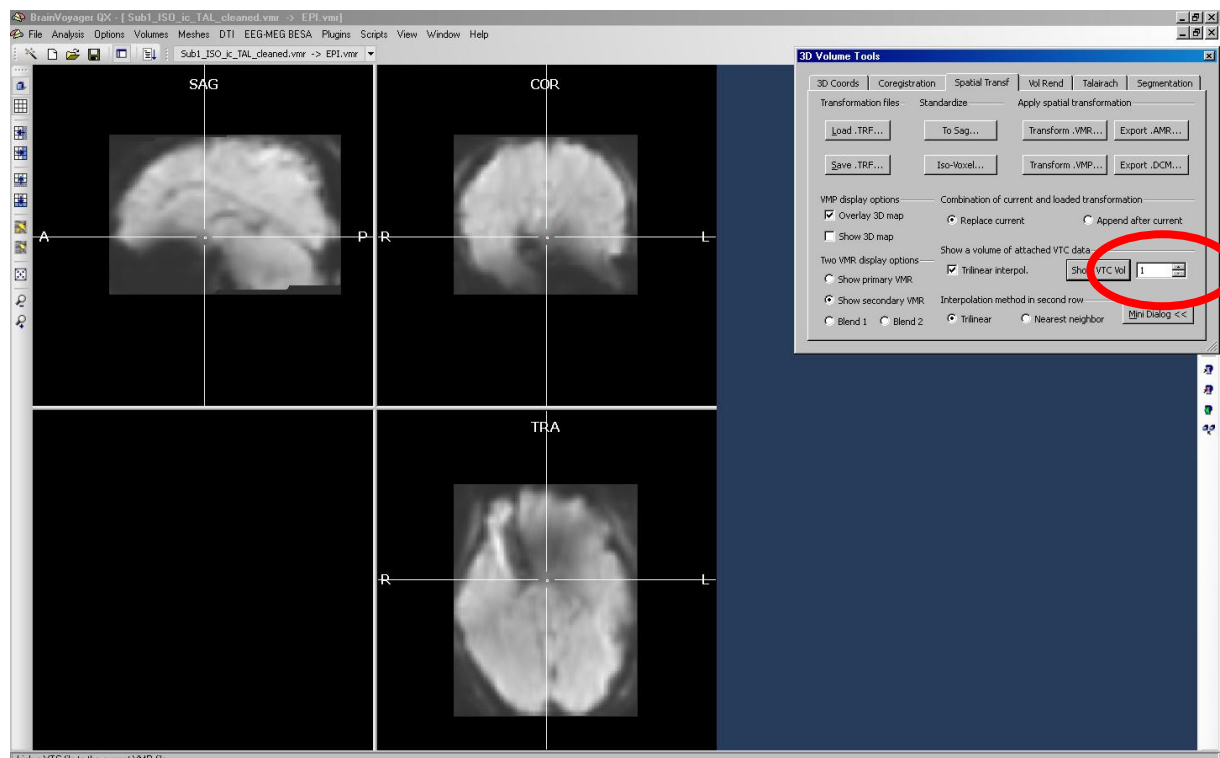 BrainVoyager QX - [ Sub1_ISO_ic_TAL_cleaned.vmr -> EPI.vmr]
File Analysis Options Volumes Meshes DTI EEG-MEG BESA Plugins Scripts View Window Help
Sub1_ISO_ic_TAL_cleaned.vmr -> EPI.vmr
3D Volume Tools
3D Coords Coregistration Spatial Transf Vol Rend Talairach Segmentation
Transformation files Standardize Apply spatial transformation
Load .TRF... To Sag... Transform .VMR... Export .AMR...
Save .TRF... Iso-Voxel... Transform .VMP... Export .DCM...
VMP display options Combination of current and loaded transformation
Overlay 3D map Replace current Append after current
Show 3D map
Show a volume of attached VTC data
Two VMR display options Trilinear interpol. Show VTC Vol 1
Show primary VMR
Show secondary VMR Interpolation method in second row
Blend 1 Blend 2 Trilinear Nearest neighbor Mini Dialog <<
SAG COR
A P R L
TRA
R L